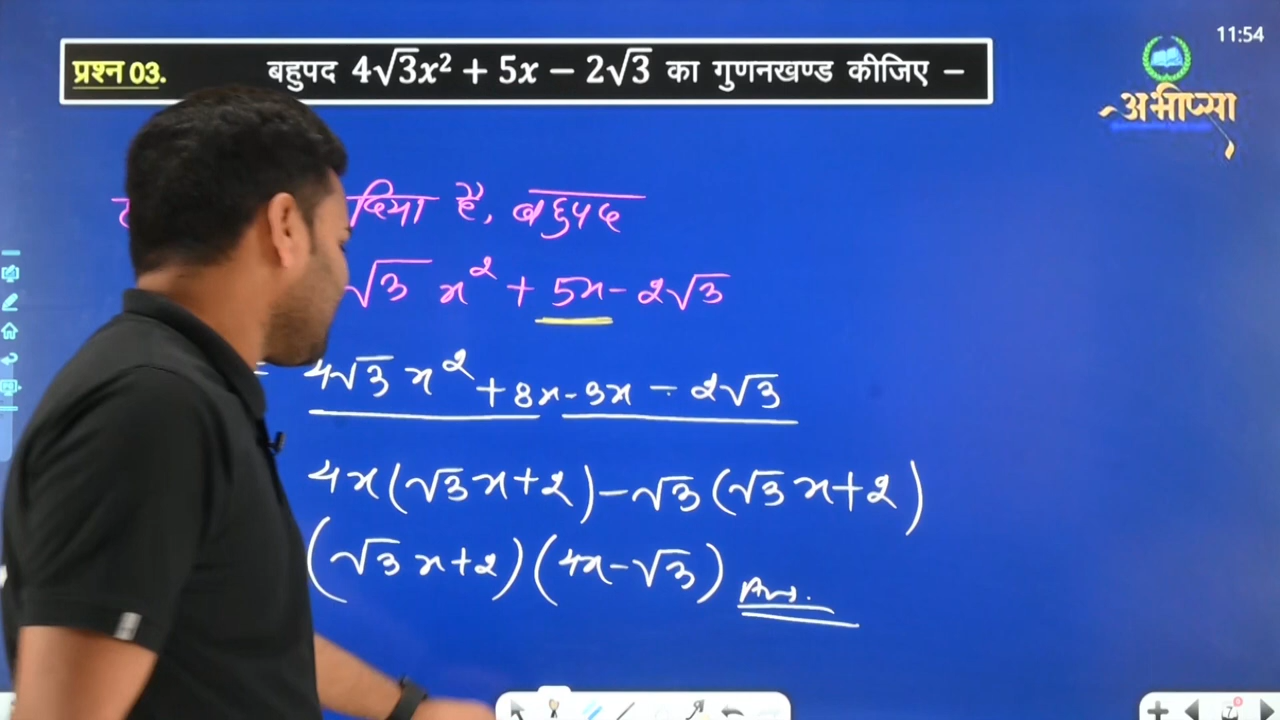 11:54
प्रश्न 03. बहुपद 4√3x² + 5x − 2√3 का गुणनखण्ड कीजिए −
अभीप्सा
दिया है, बहुपद
√3 x² + 5x - 2√3
= 4√3 x² + 8x - 3x - 2√3
4x(√3x+2)-√3(√3x+2)
(√3x+2)(4x-√3) Ans.